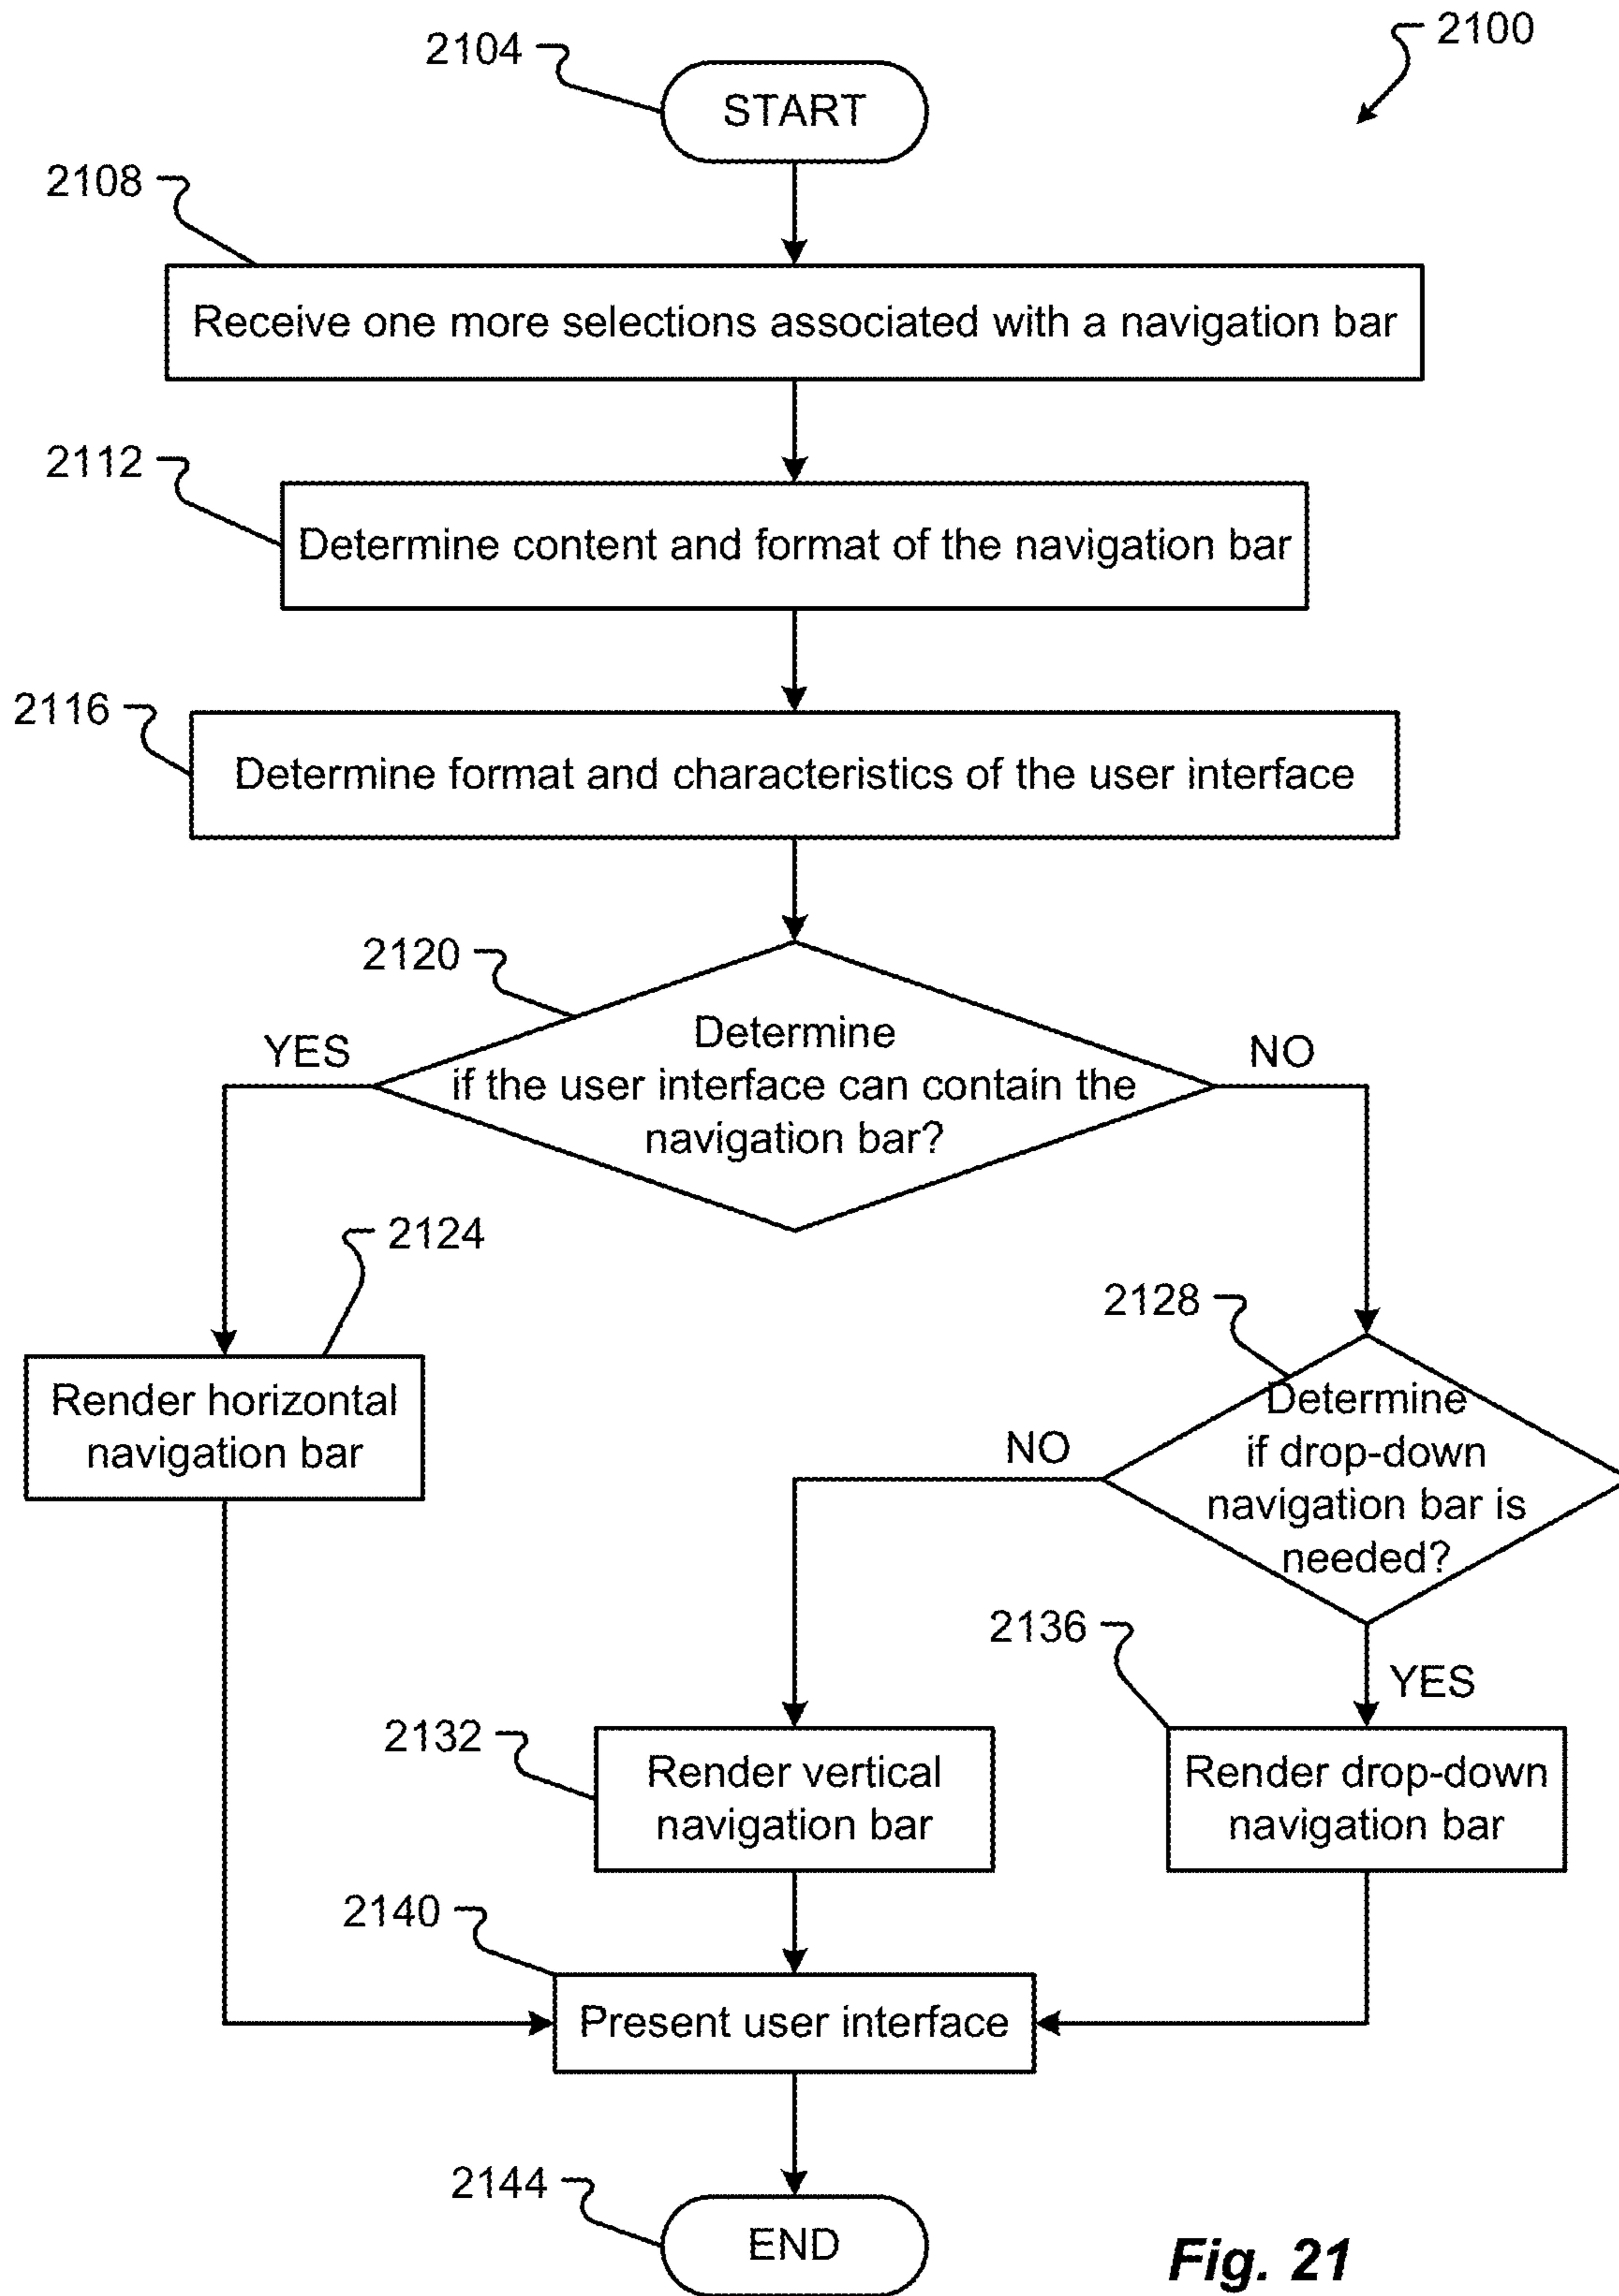 2100
2104
START
2108
Receive one more selections associated with a navigation bar
2112
Determine content and format of the navigation bar
2116
Determine format and characteristics of the user interface
2120
YES
Determine
if the user interface can contain the
navigation bar?
NO
2124
Render horizontal
navigation bar
2128
Determine
if drop-down
navigation bar is
needed?
NO
2136
YES
2132
Render vertical
navigation bar
Render drop-down
navigation bar
2140
Present user interface
2144
END
Fig. 21